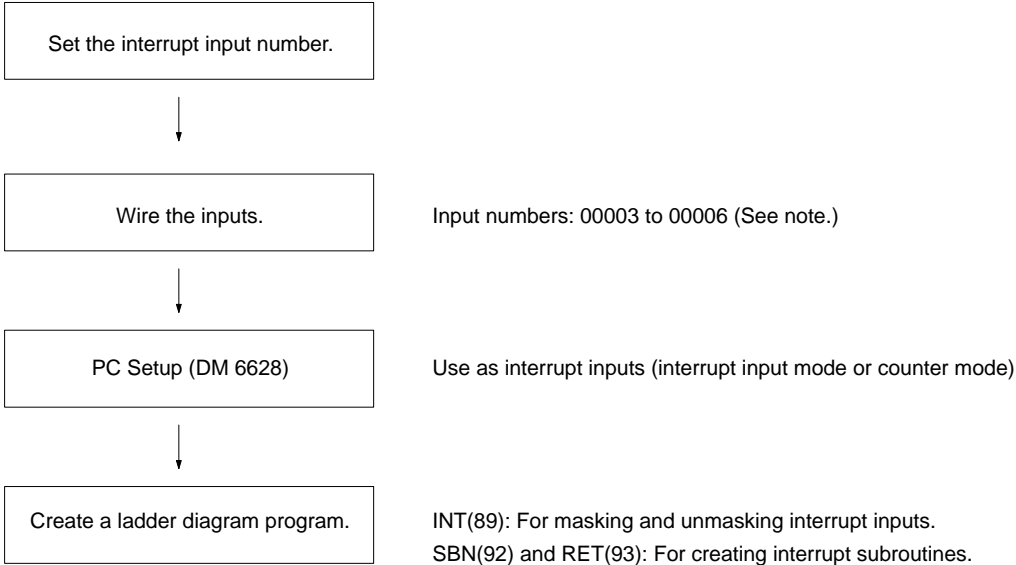 Set the interrupt input number.
Wire the inputs.
Input numbers: 00003 to 00006 (See note.)
PC Setup (DM 6628)
Use as interrupt inputs (interrupt input mode or counter mode)
Create a ladder diagram program.
INT(89): For masking and unmasking interrupt inputs.
SBN(92) and RET(93): For creating interrupt subroutines.